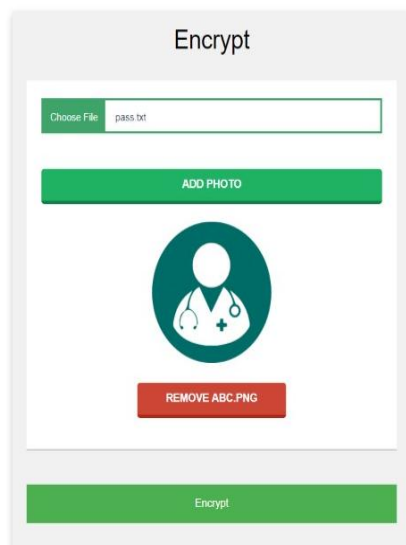 Encrypt
Choose File pass.txt
ADD PHOTO
REMOVE ABC.PNG
Encrypt